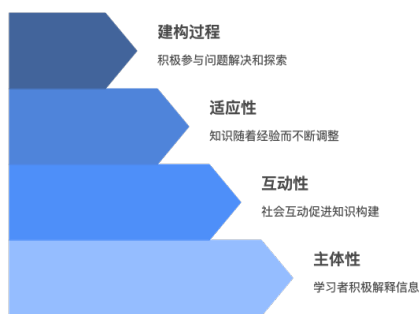 建构过程
积极参与问题解决和探索
适应性
知识随着经验而不断调整
互动性
社会互动促进知识构建
主体性
学习者积极解释信息